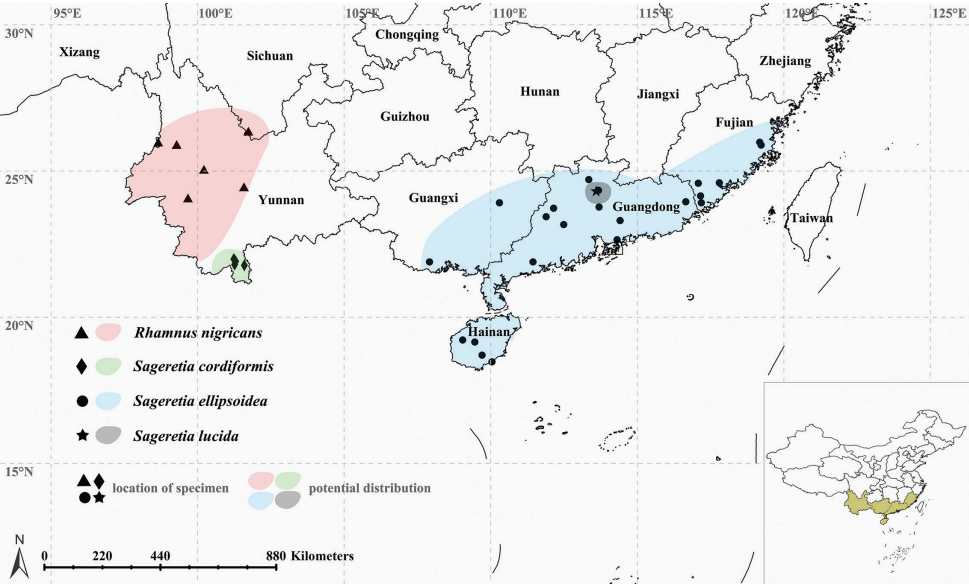 95°E 100°E 105°E 110°E 115°E 120°E 125°E
30°N
Chongqing
Xizang Sichuan Zhejiang
Hunan Jiangxi
Guizhou Fujian
25°N
Guangxi Yunnan Guangdong
Taiwan
20°N
Hainan
Rhamnus nigricans
Sageretia cordiformis
Sageretia ellipsoidea
Sageretia lucida
15°N
location of specimen potential distribution
N
0 220 440 880 Kilometers